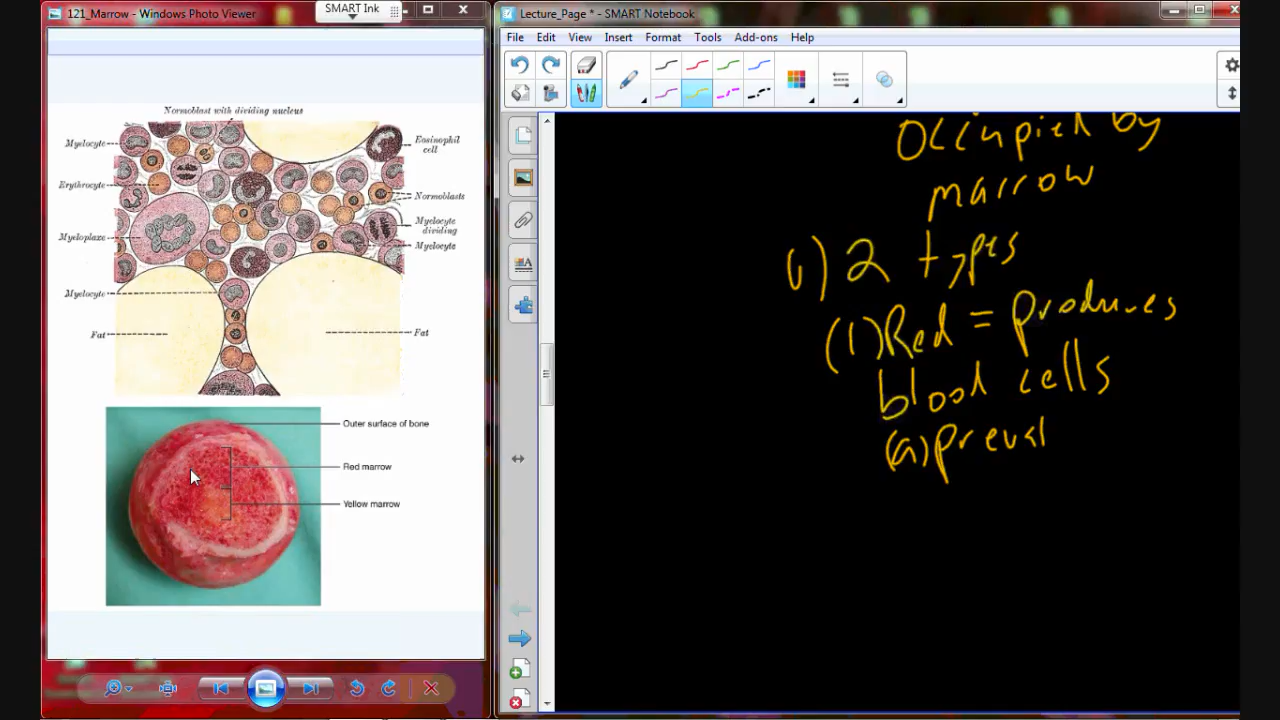 121_Marrow - Windows Photo Viewer
SMART Ink
Normoblast with dividing nucleus
Myelocyte
Erythrocyte
Myeloplaxe
Myelocyte
Fat
Eosinophil
cell
Normoblasts
Myelocyte
dividing
Myelocyte
Fat
Outer surface of bone
Red marrow
Yellow marrow
Lecture_Page * - SMART Notebook
File Edit View Insert Format Tools Add-ons Help
Occupied by
marrow
2 types
(1) Red = produces
blood cells
(a) preval